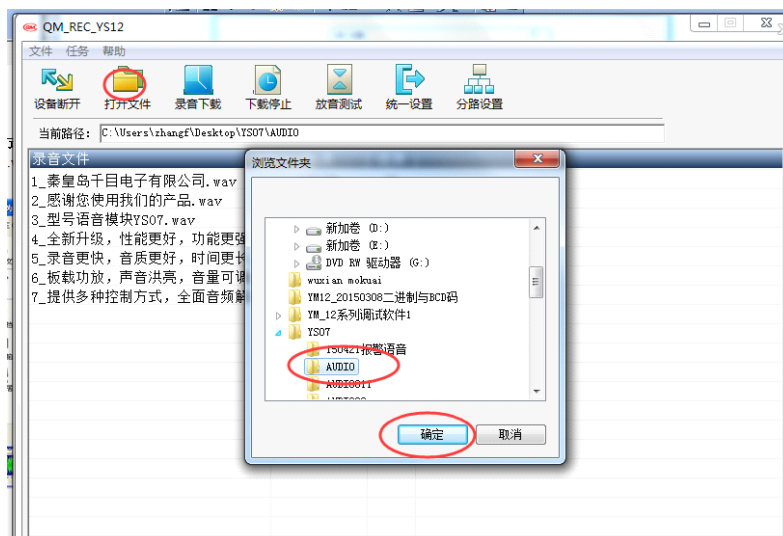 QM_REC_YS12
文件 任务 帮助
设备断开 打开文件 录音下载 下载停止 放音测试 统一设置 分路设置
当前路径: C:\Users\zhangf\Desktop\YS07\AUDIO
录音文件
1_秦皇岛千目电子有限公司.wav
2_感谢您使用我们的产品.wav
3_型号语音模块YS07.wav
4_全新升级，性能更好，功能更强
5_录音更快，音质更好，时间更长
6_板载功放，声音洪亮，音量可调
7_提供多种控制方式，全面音频解
浏览文件夹
新加卷 (D:)
新加卷 (E:)
DVD RW 驱动器 (G:)
wuxian mokuai
YM12_20150308二进制与BCD码
YM_12系列调试软件1
YS07
150421报警语音
AUDIO
AUDIO011
确定 取消